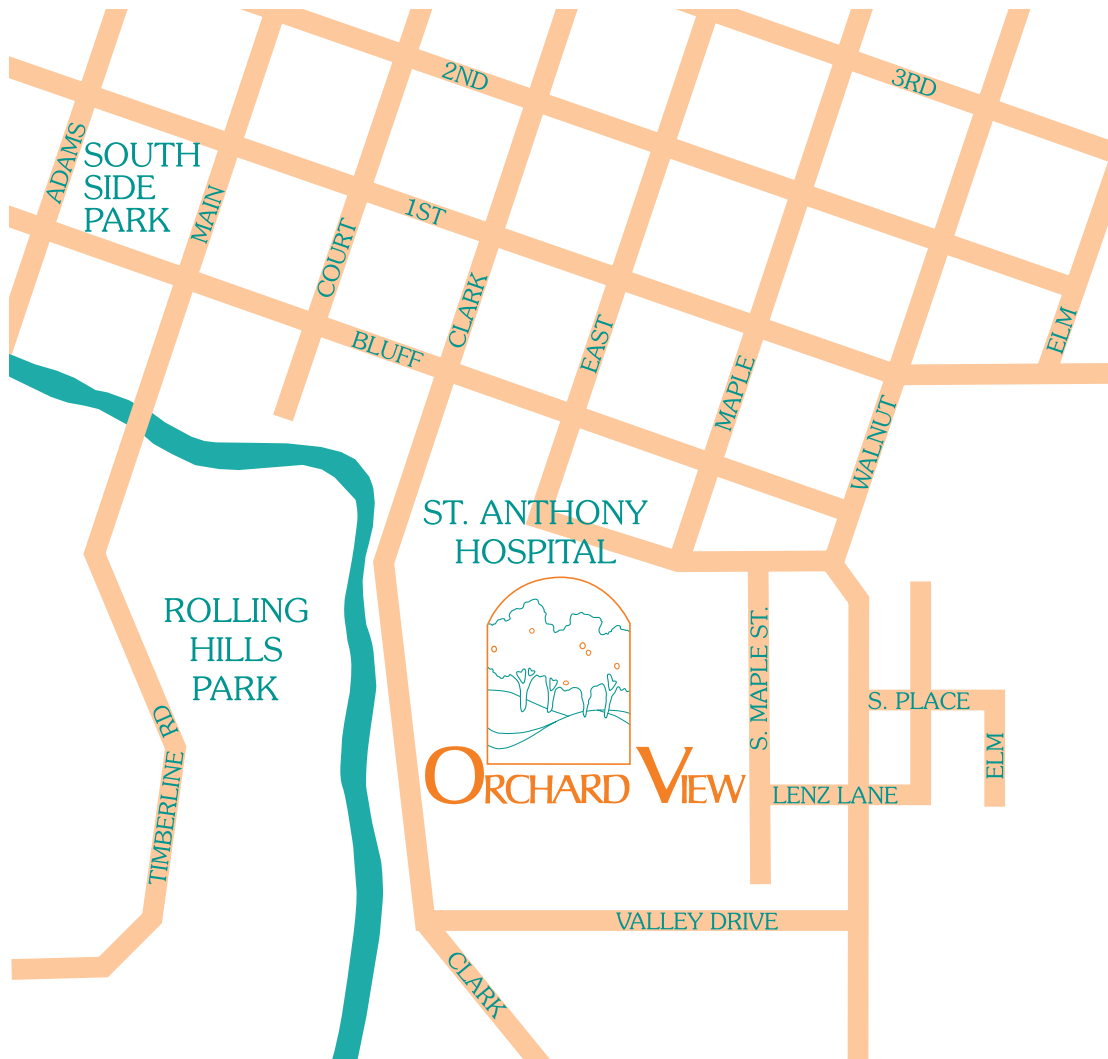 2ND
3RD
ADAMS
SOUTH
SIDE
PARK
MAIN
1ST
COURT
CLARK
BLUFF
EAST
ELM
MAPLE
WALNUT
ST. ANTHONY
HOSPITAL
ROLLING
HILLS
PARK
S. MAPLE ST.
S. PLACE
TIMBERLINE RD
ELM
ORCHARD VIEW
LENZ LANE
VALLEY DRIVE
CLARK